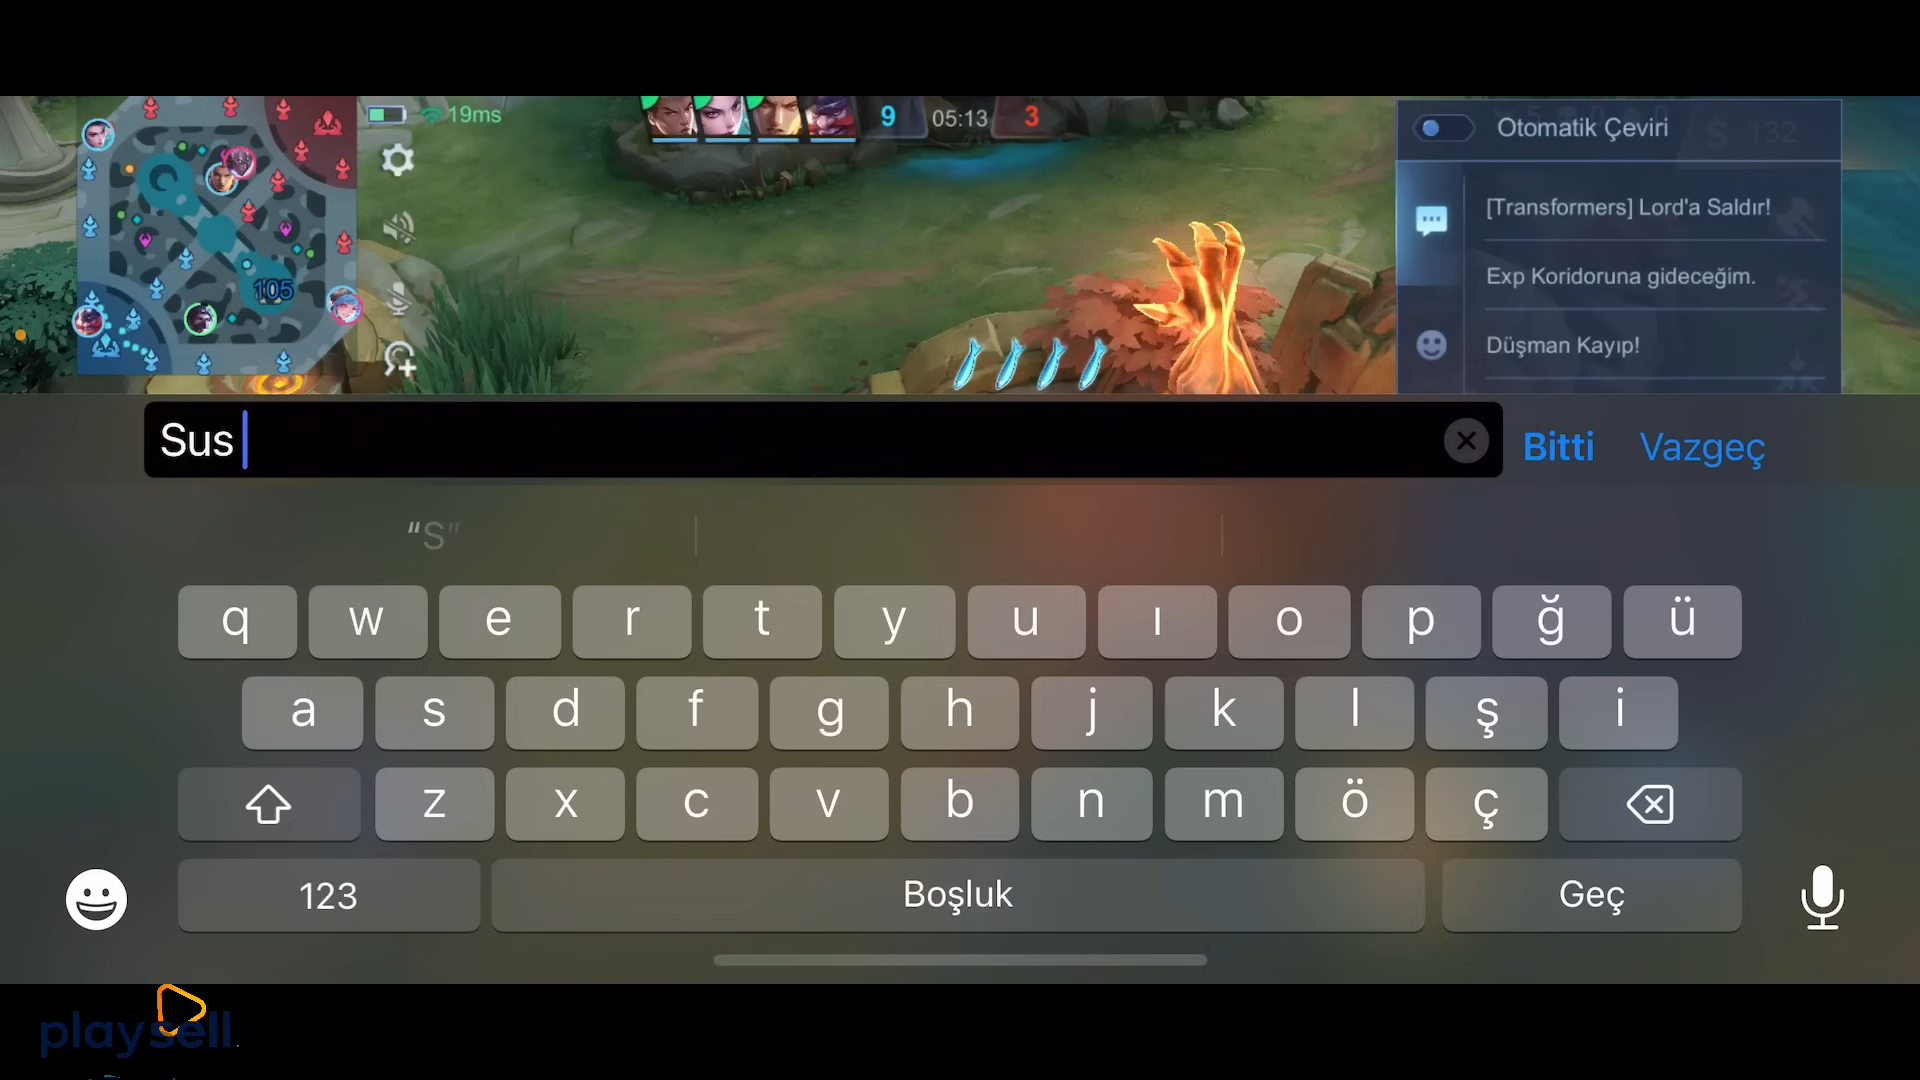 19ms
9 05:13 3
Otomatik Çeviri
132
[Transformers] Lord'a Saldır!
Exp Koridoruna gideceğim.
Düşman Kayıp!
105
Sus
Bitti Vazgeç
“S”
q w e r t y u ı o p ğ ü
a s d f g h j k l ş i
z x c v b n m ö ç
123 Boşluk Geç
playsell